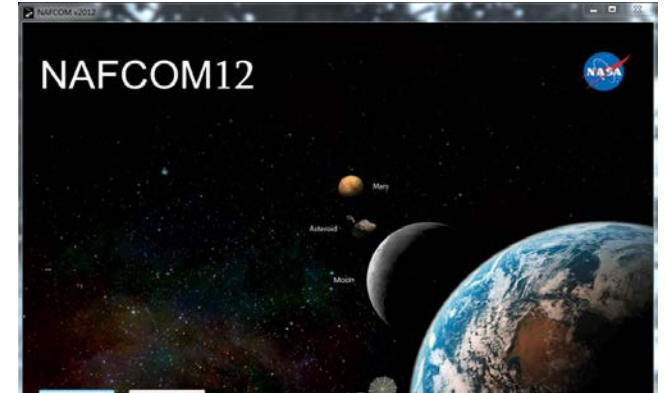 NAFCOM v2012
NAFCOM12
NASA
Mars
Asteroid
Moon